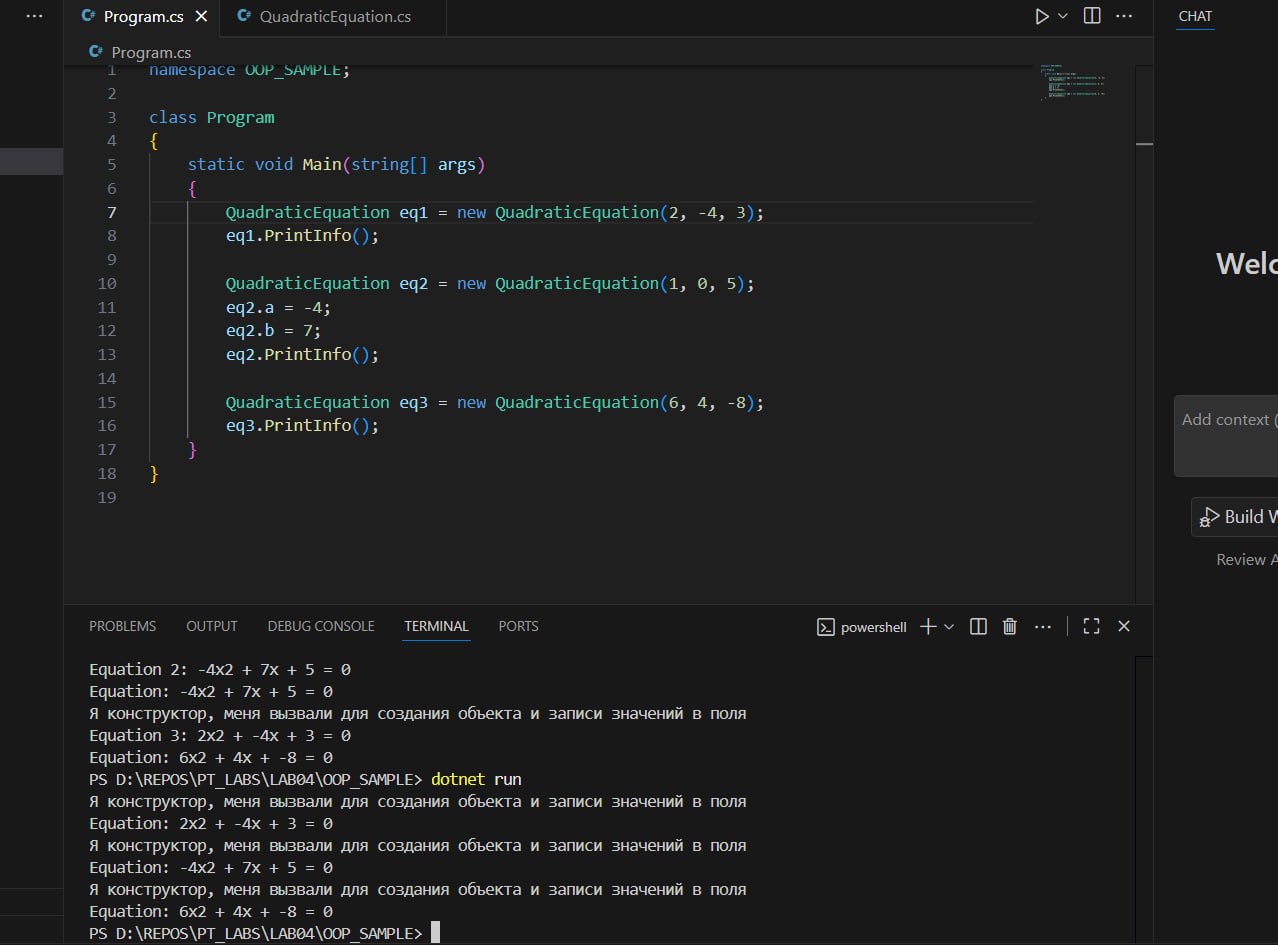 Program.cs
QuadraticEquation.cs
CHAT
Program.cs
1 namespace OOP_SAMPLE;
2
3 class Program
4 {
5 static void Main(string[] args)
6 {
7 QuadraticEquation eq1 = new QuadraticEquation(2, -4, 3);
8 eq1.PrintInfo();
9
10 QuadraticEquation eq2 = new QuadraticEquation(1, 0, 5);
11 eq2.a = -4;
12 eq2.b = 7;
13 eq2.PrintInfo();
14
15 QuadraticEquation eq3 = new QuadraticEquation(6, 4, -8);
16 eq3.PrintInfo();
17 }
18 }
19
Welc
Add context (
Build W
Review A
PROBLEMS OUTPUT DEBUG CONSOLE TERMINAL PORTS powershell
Equation 2: -4x2 + 7x + 5 = 0
Equation: -4x2 + 7x + 5 = 0
Я конструктор, меня вызвали для создания объекта и записи значений в поля
Equation 3: 2x2 + -4x + 3 = 0
Equation: 6x2 + 4x + -8 = 0
PS D:\REPOS\PT_LABS\LAB04\OOP_SAMPLE> dotnet run
Я конструктор, меня вызвали для создания объекта и записи значений в поля
Equation: 2x2 + -4x + 3 = 0
Я конструктор, меня вызвали для создания объекта и записи значений в поля
Equation: -4x2 + 7x + 5 = 0
Я конструктор, меня вызвали для создания объекта и записи значений в поля
Equation: 6x2 + 4x + -8 = 0
PS D:\REPOS\PT_LABS\LAB04\OOP_SAMPLE>